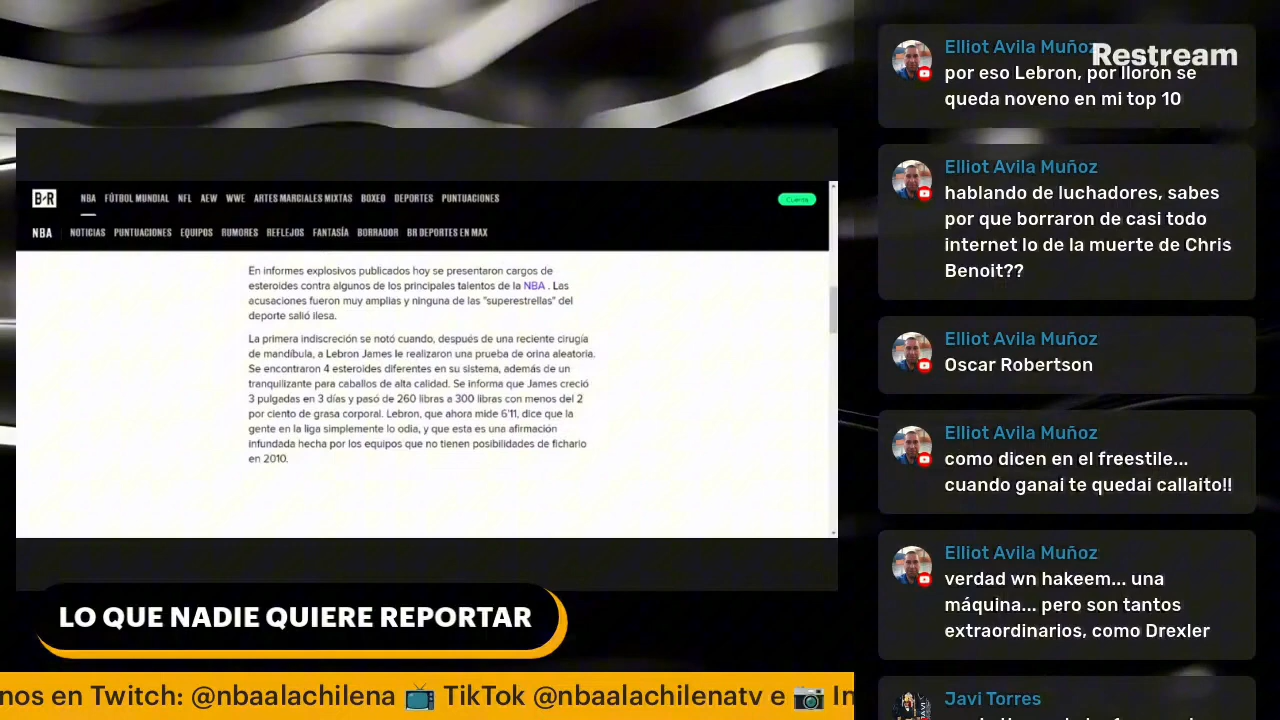 B/R
NBA FÚTBOL MUNDIAL NFL AEW WWE ARTES MARCIALES MIXTAS BOXEO DEPORTES PUNTUACIONES
Cuenta
NBA NOTICIAS PUNTUACIONES EQUIPOS RUMORES REFLEJOS FANTASÍA BORRADOR BR DEPORTES EN MAX
En informes explosivos publicados hoy se presentaron cargos de
esteroides contra algunos de los principales talentos de la NBA . Las
acusaciones fueron muy amplias y ninguna de las "superestrellas" del
deporte salió ilesa.
La primera indiscreción se notó cuando, después de una reciente cirugía
de mandíbula, a Lebron James le realizaron una prueba de orina aleatoria.
Se encontraron 4 esteroides diferentes en su sistema, además de un
tranquilizante para caballos de alta calidad. Se informa que James creció
3 pulgadas en 3 días y pasó de 260 libras a 300 libras con menos del 2
por ciento de grasa corporal. Lebron, que ahora mide 6'11, dice que la
gente en la liga simplemente lo odia, y que esta es una afirmación
infundada hecha por los equipos que no tienen posibilidades de ficharlo
en 2010.
LO QUE NADIE QUIERE REPORTAR
nos en Twitch: @nbaalachilena 📺 TikTok @nbaalachilenatv e 📷 In
Restream
Elliot Avila Muñoz
por eso Lebron, por llorón se
queda noveno en mi top 10
Elliot Avila Muñoz
hablando de luchadores, sabes
por que borraron de casi todo
internet lo de la muerte de Chris
Benoit??
Elliot Avila Muñoz
Oscar Robertson
Elliot Avila Muñoz
como dicen en el freestile...
cuando ganai te quedai callaito!!
Elliot Avila Muñoz
verdad wn hakeem... una
máquina... pero son tantos
extraordinarios, como Drexler
Javi Torres